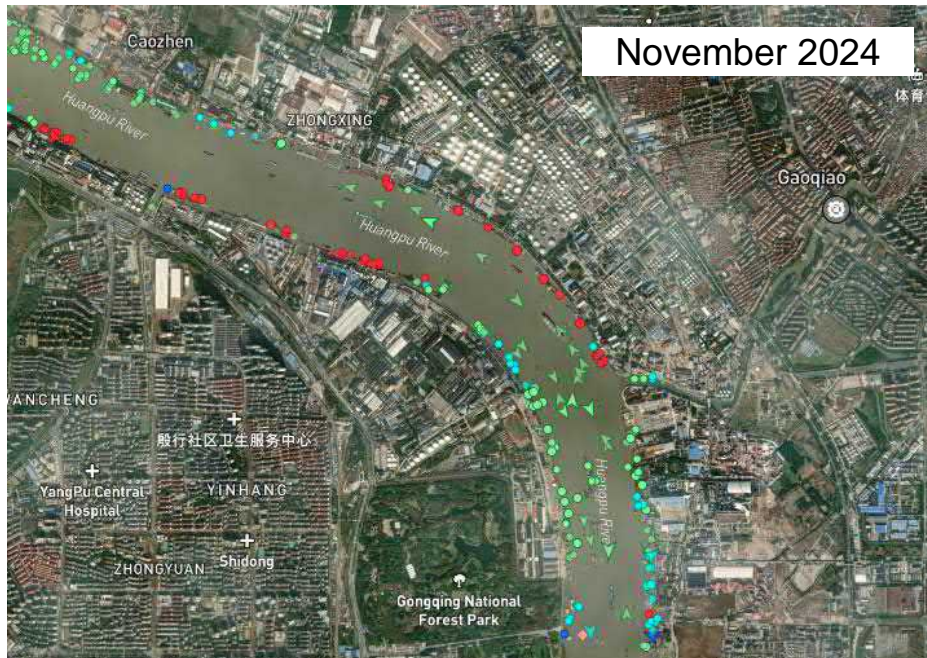 November 2024
Caozhen
体育
Huangpu River
ZHONGXING
Gaoqiao
Huangpu River
WANCHENG
殷行社区卫生服务中心
YangPu Central
Hospital
YINHANG
Huangpu River
Shidong
ZHONGYUAN
Gongqing National
Forest Park